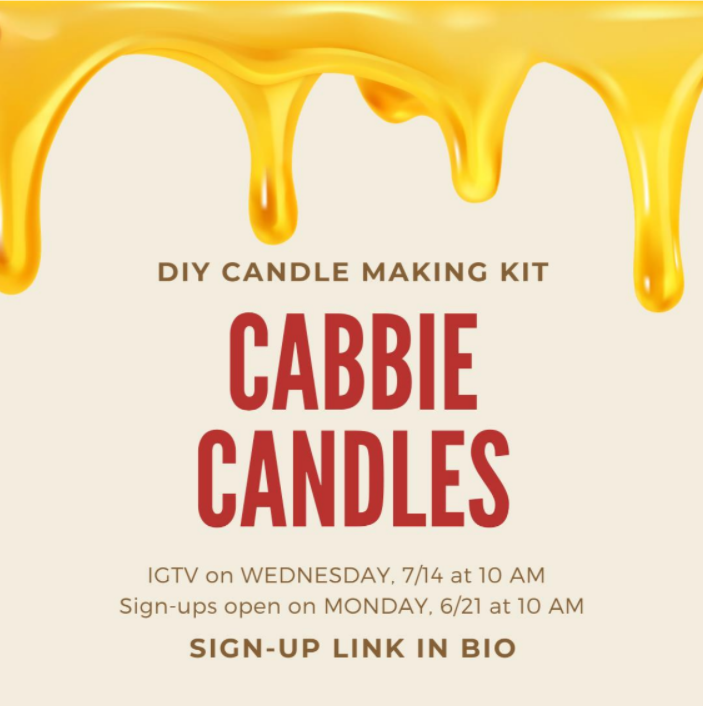 DIY CANDLE MAKING KIT
CABBIE
CANDLES
IGTV on WEDNESDAY, 7/14 at 10 AM
Sign-ups open on MONDAY, 6/21 at 10 AM
SIGN-UP LINK IN BIO